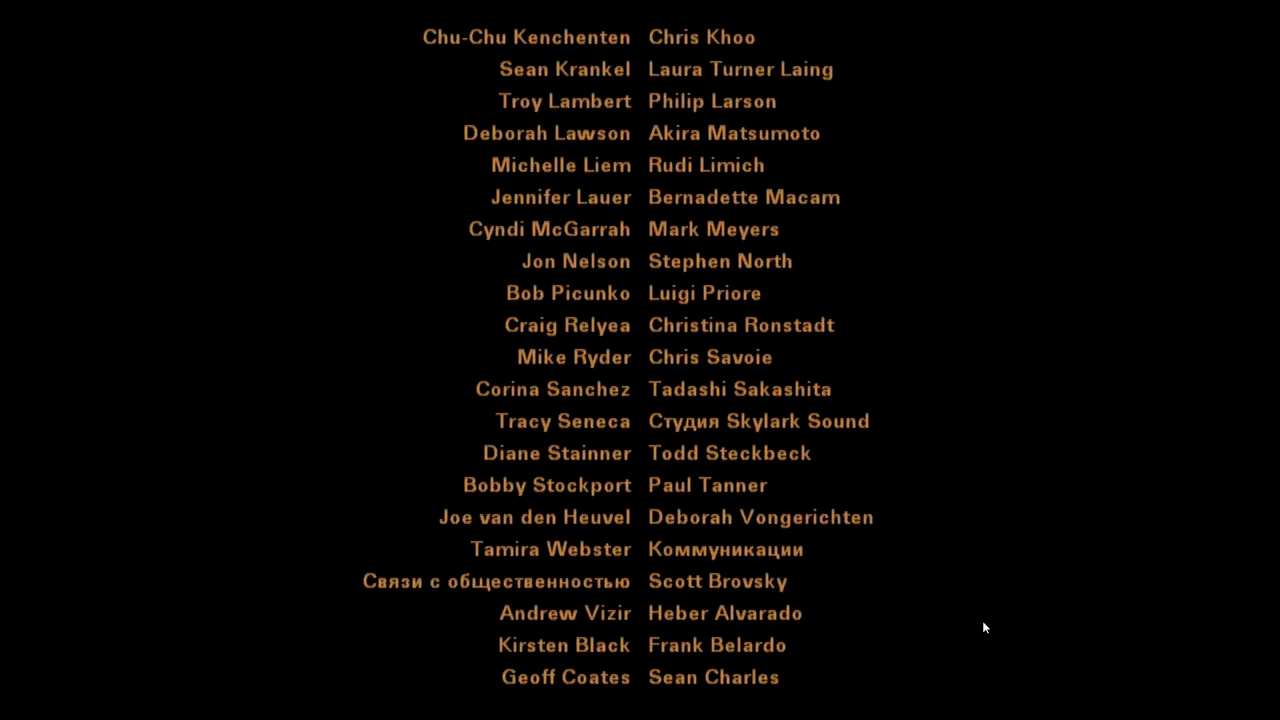 Chu-Chu Kenchenten Chris Khoo
Sean Krankel Laura Turner Laing
Troy Lambert Philip Larson
Deborah Lawson Akira Matsumoto
Michelle Liem Rudi Limich
Jennifer Lauer Bernadette Macam
Cyndi McGarrah Mark Meyers
Jon Nelson Stephen North
Bob Picunko Luigi Priore
Craig Relyea Christina Ronstadt
Mike Ryder Chris Savoie
Corina Sanchez Tadashi Sakashita
Tracy Seneca Студия Skylark Sound
Diane Stainner Todd Steckbeck
Bobby Stockport Paul Tanner
Joe van den Heuvel Deborah Vongerichten
Tamira Webster Коммуникации
Связи с общественностью Scott Brovsky
Andrew Vizir Heber Alvarado
Kirsten Black Frank Belardo
Geoff Coates Sean Charles